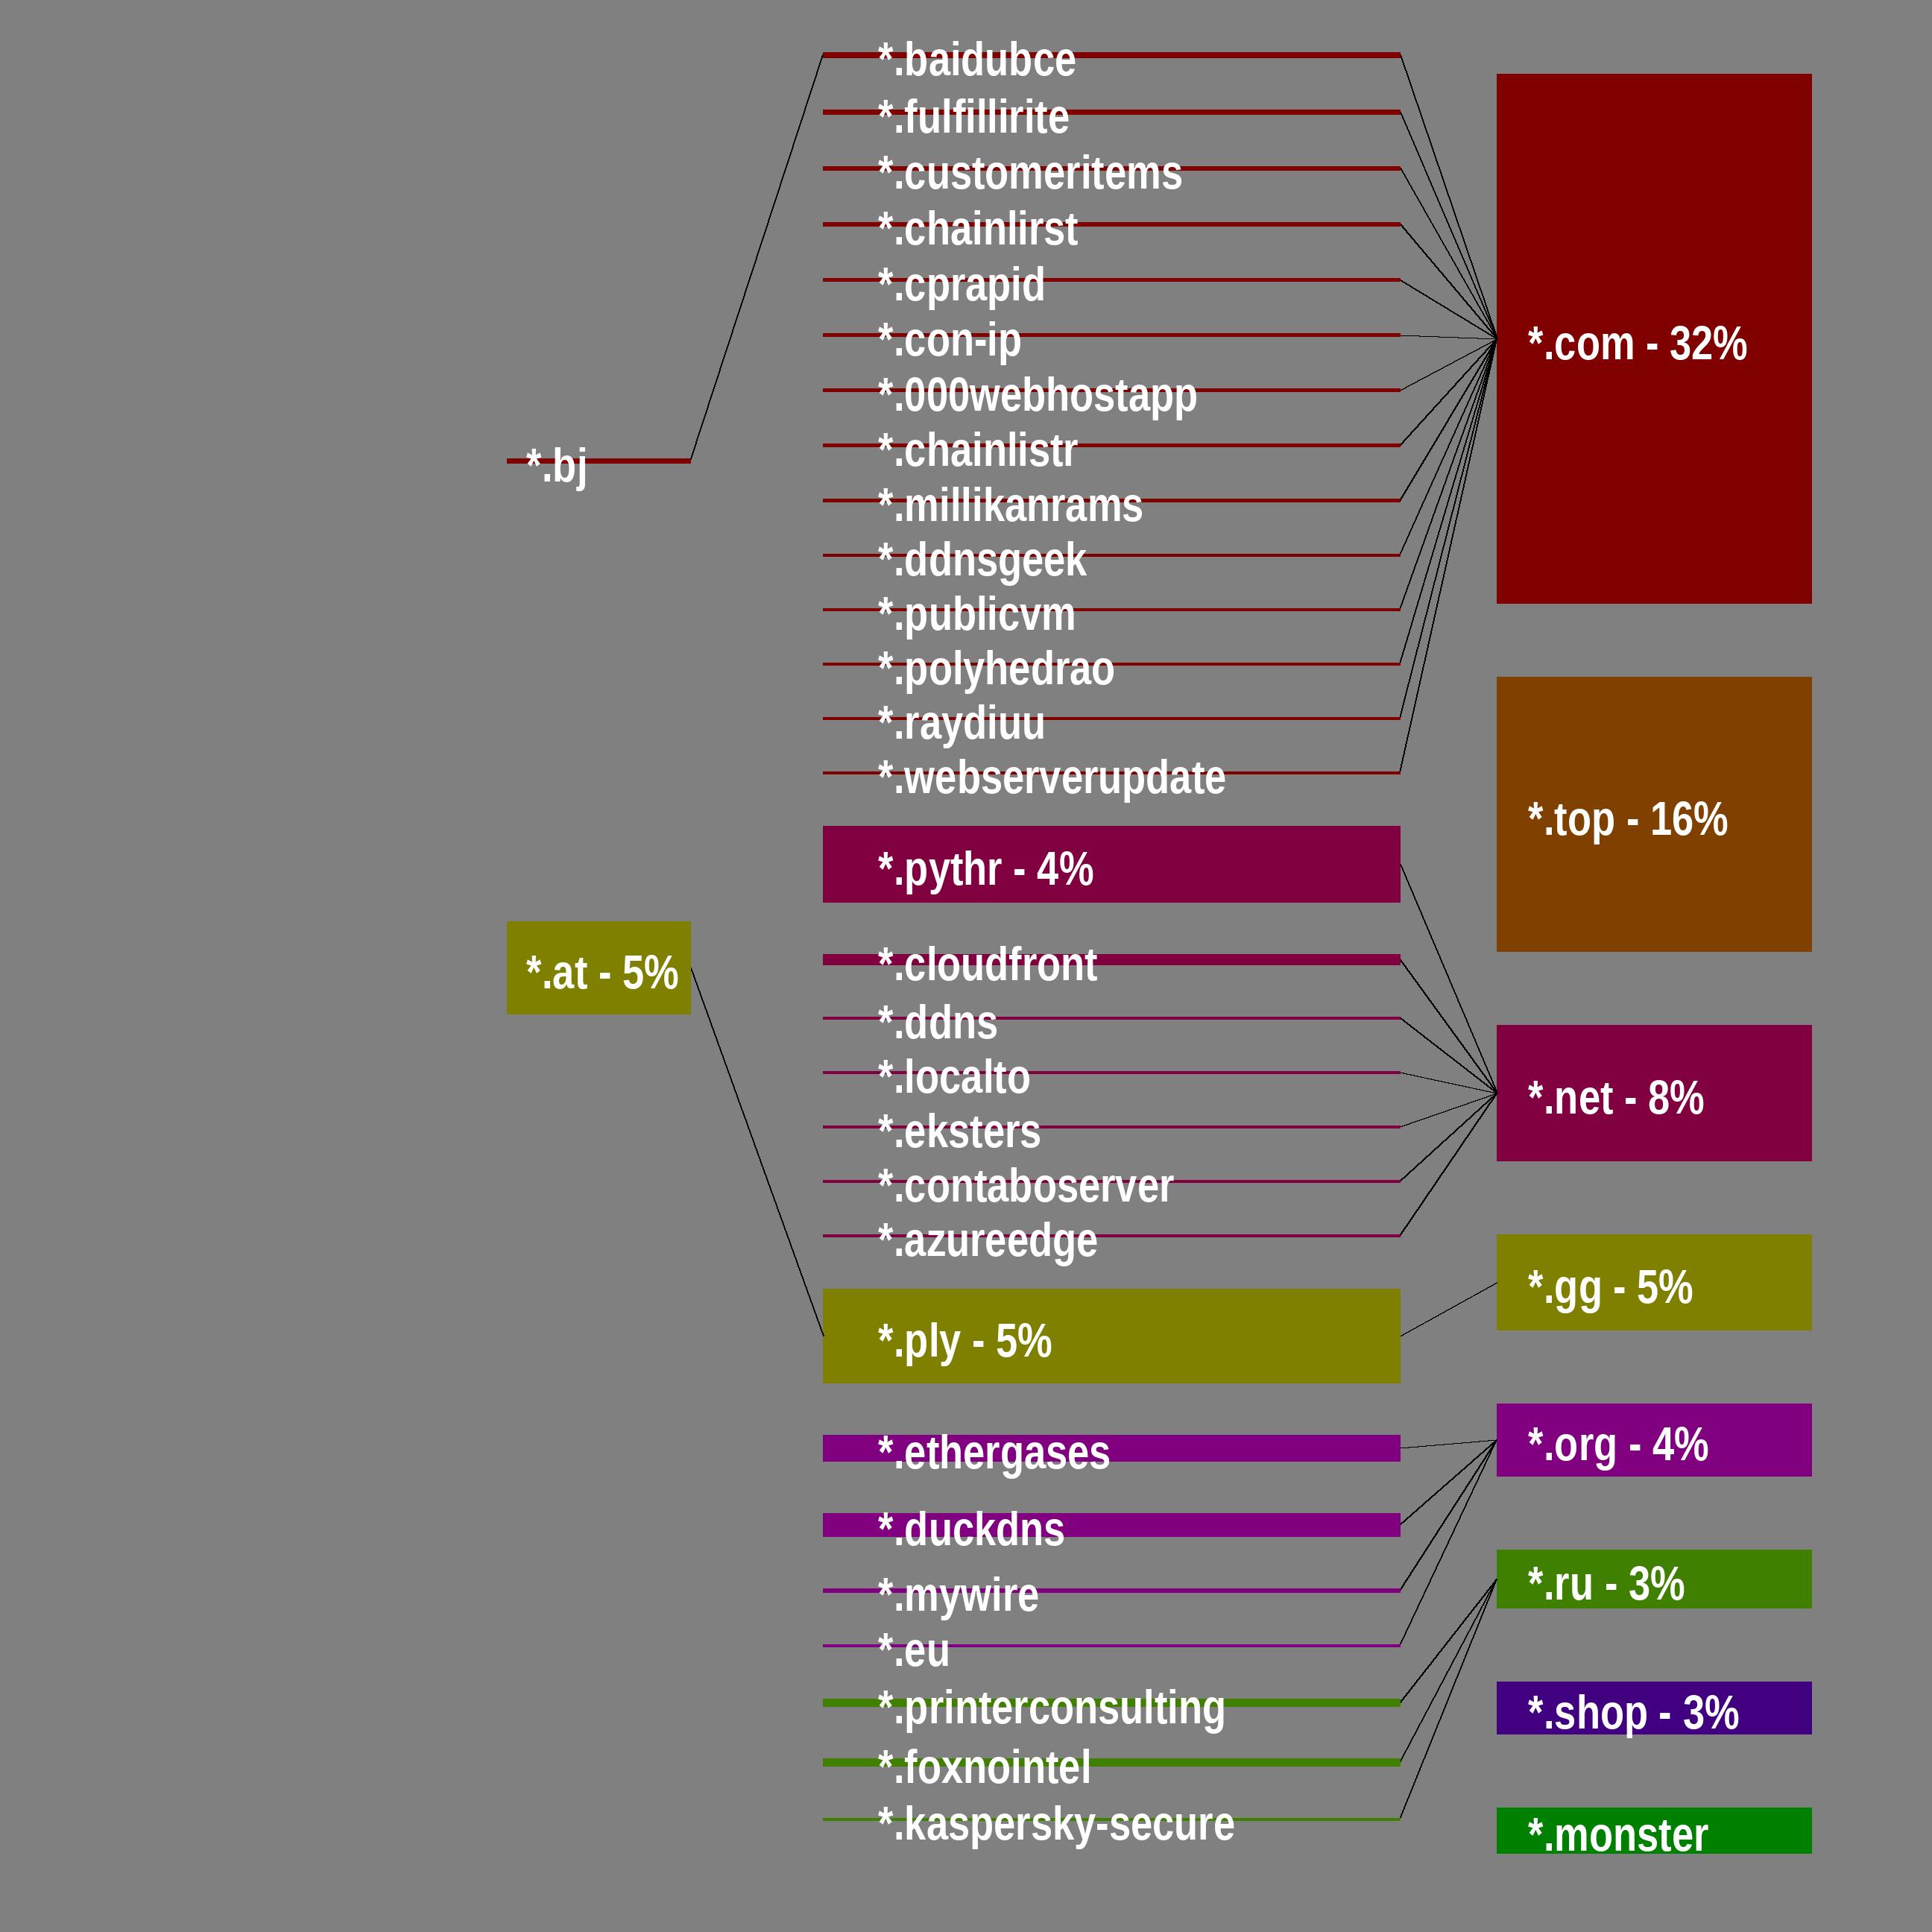 *.bj
*.at - 5%
*.baidubce
*.fulfillirite
*.customeritems
*.chainlirst
*.cprapid
*.con-ip
*.000webhostapp
*.chainlistr
*.millikanrams
*.ddnsgeek
*.publicvm
*.polyhedrao
*.raydiuu
*.webserverupdate
*.pythr - 4%
*.cloudfront
*.ddns
*.localto
*.eksters
*.contaboserver
*.azureedge
*.ply - 5%
*.ethergases
*.duckdns
*.mywire
*.eu
*.printerconsulting
*.foxnointel
*.kaspersky-secure
*.com - 32%
*.top - 16%
*.net - 8%
*.gg - 5%
*.org - 4%
*.ru - 3%
*.shop - 3%
*.monster